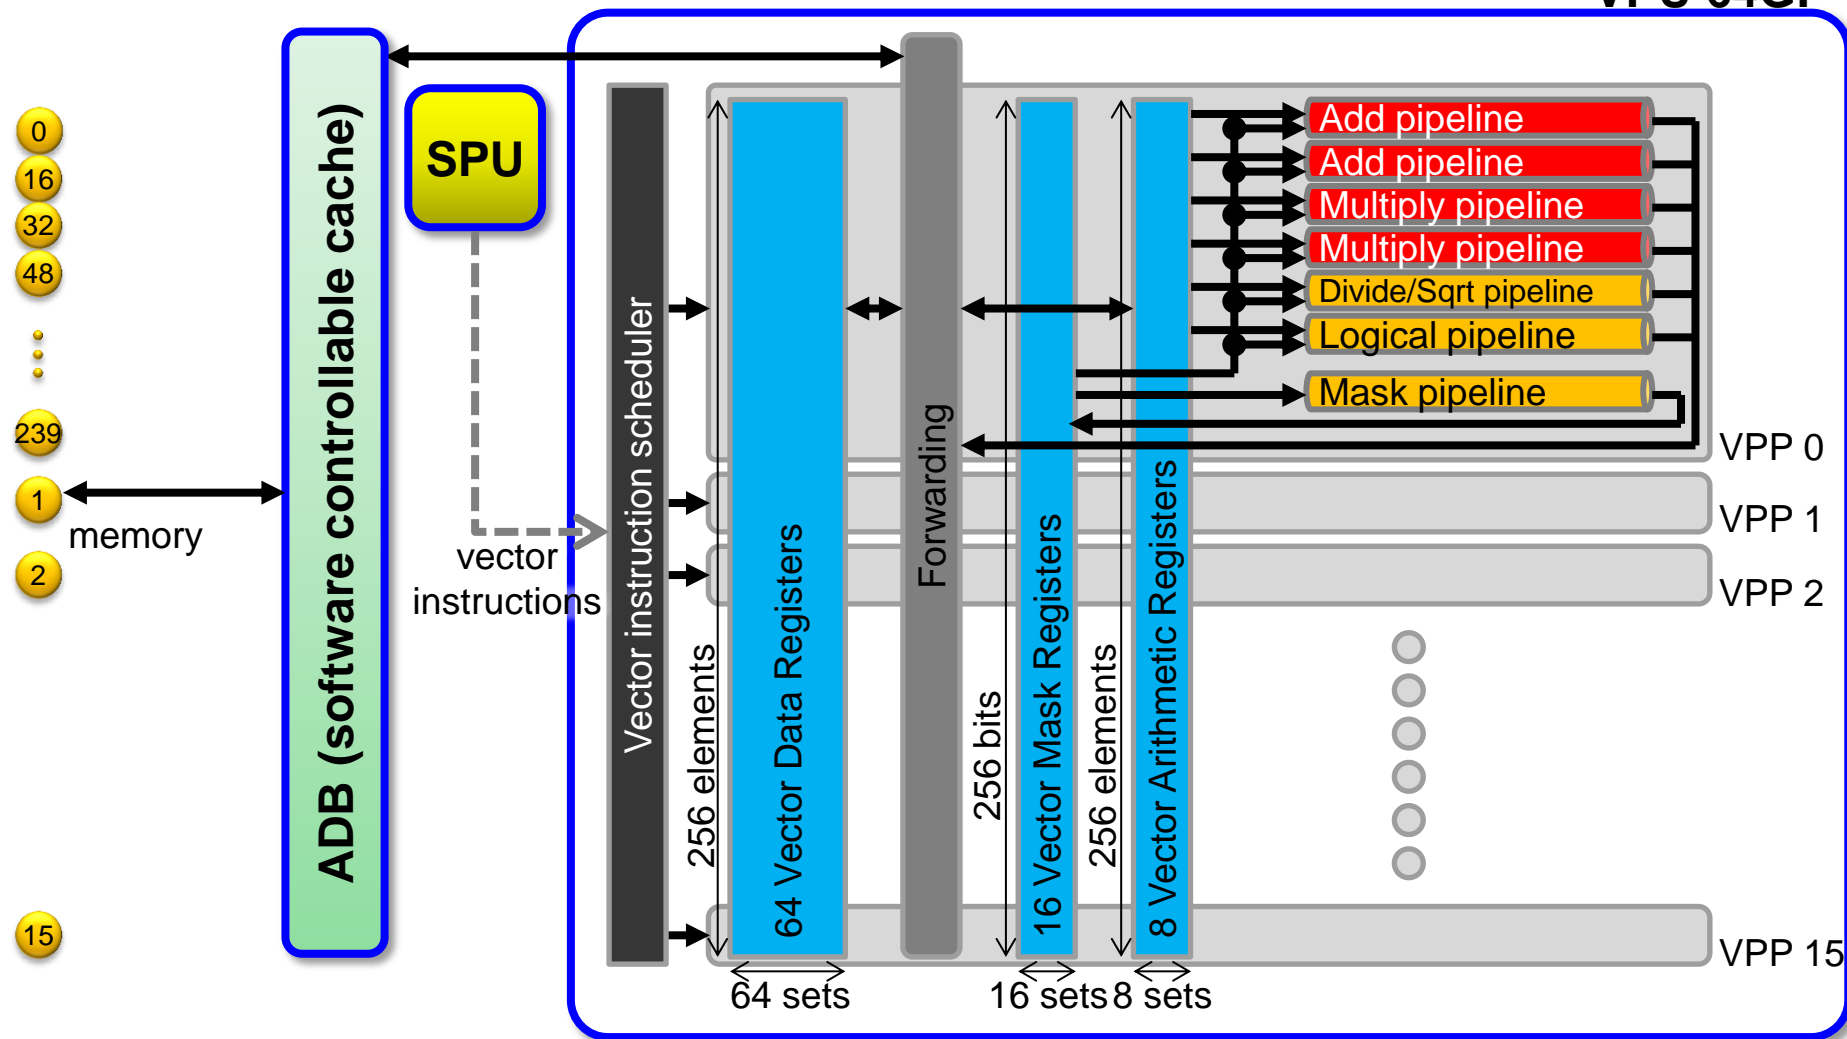 0
16
32
48
239
1
2
15
memory
ADB (software controllable cache)
SPU
vector
instructions
Vector instruction scheduler
256 elements
64 Vector Data Registers
64 sets
Forwarding
256 bits
16 Vector Mask Registers
16 sets
256 elements
8 Vector Arithmetic Registers
8 sets
Add pipeline
Add pipeline
Multiply pipeline
Multiply pipeline
Divide/Sqrt pipeline
Logical pipeline
Mask pipeline
VPP 0
VPP 1
VPP 2
VPP 15